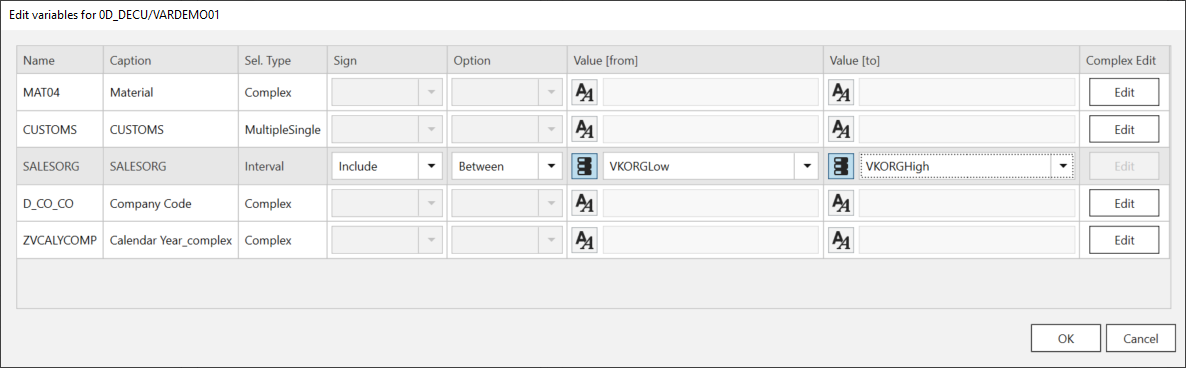 Edit variables for 0D_DECU/VARDEMO01
Name Caption Sel. Type Sign Option Value [from] Value [to] Complex Edit
MAT04 Material Complex Edit
CUSTOMS CUSTOMS MultipleSingle Edit
SALESORG SALESORG Interval Include Between VKORGLow VKORGHigh Edit
D_CO_CO Company Code Complex Edit
ZVCALYCOMP Calendar Year_complex Complex Edit
OK Cancel